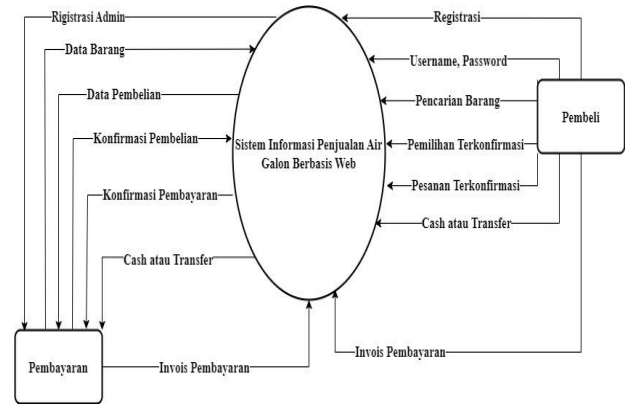 Rigistrasi Admin
Registrasi
Data Barang
Username, Password
Data Pembelian
Pencarian Barang
Pembeli
Konfirmasi Pembelian
Sistem Informasi Penjualan Air
Galon Berbasis Web
Pemilihan Terkonfirmasi
Konfirmasi Pembayaran
Pesanan Terkonfirmasi
Cash atau Transfer
Cash atau Transfer
Invois Pembayaran
Pembayaran
Invois Pembayaran